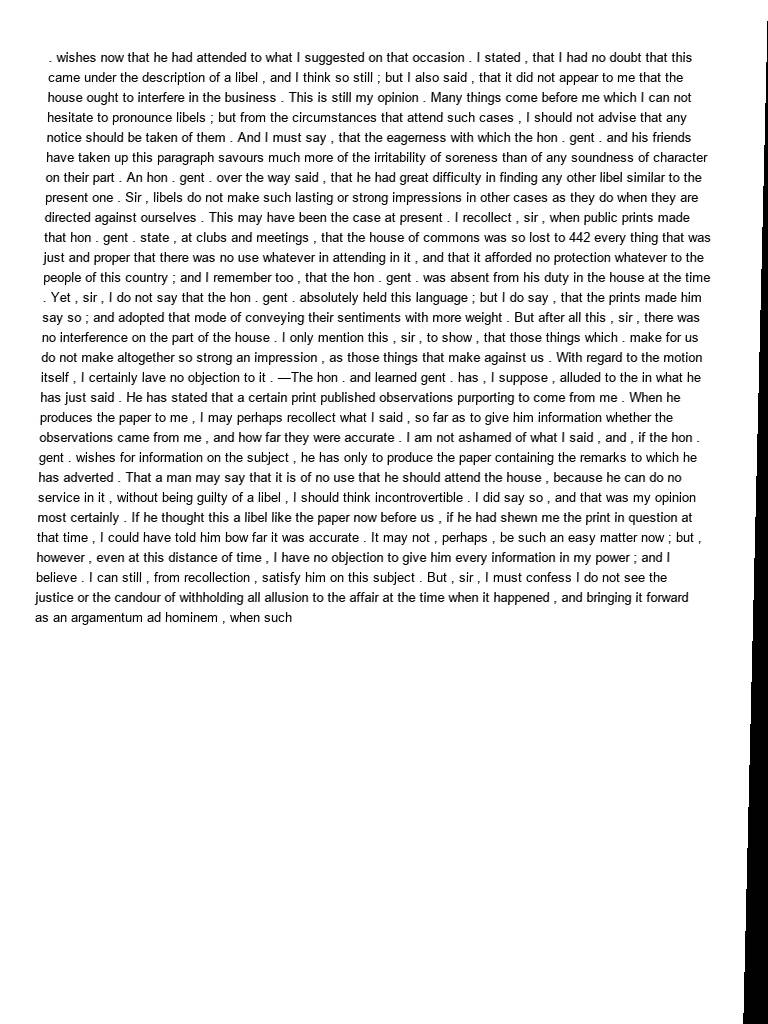 . wishes now that he had attended to what I suggested on that occasion . I stated , that I had no doubt that this
came under the description of a libel , and I think so still ; but I also said , that it did not appear to me that the
house ought to interfere in the business . This is still my opinion . Many things come before me which I can not
hesitate to pronounce libels ; but from the circumstances that attend such cases , I should not advise that any
notice should be taken of them . And I must say , that the eagerness with which the hon . gent . and his friends
have taken up this paragraph savours much more of the irritability of soreness than of any soundness of character
on their part . An hon . gent . over the way said , that he had great difficulty in finding any other libel similar to the
present one . Sir , libels do not make such lasting or strong impressions in other cases as they do when they are
directed against ourselves . This may have been the case at present . I recollect , sir , when public prints made
that hon . gent . state , at clubs and meetings , that the house of commons was so lost to 442 every thing that was
just and proper that there was no use whatever in attending in it , and that it afforded no protection whatever to the
people of this country ; and I remember too , that the hon . gent . was absent from his duty in the house at the time
. Yet , sir , I do not say that the hon . gent . absolutely held this language ; but I do say , that the prints made him
say so ; and adopted that mode of conveying their sentiments with more weight . But after all this , sir , there was
no interference on the part of the house . I only mention this , sir , to show , that those things which . make for us
do not make altogether so strong an impression , as those things that make against us . With regard to the motion
itself , I certainly lave no objection to it . —The hon . and learned gent . has , I suppose , alluded to the in what he
has just said . He has stated that a certain print published observations purporting to come from me . When he
produces the paper to me , I may perhaps recollect what I said , so far as to give him information whether the
observations came from me , and how far they were accurate . I am not ashamed of what I said , and , if the hon .
gent . wishes for information on the subject , he has only to produce the paper containing the remarks to which he
has adverted . That a man may say that it is of no use that he should attend the house , because he can do no
service in it , without being guilty of a libel , I should think incontrovertible . I did say so , and that was my opinion
most certainly . If he thought this a libel like the paper now before us , if he had shewn me the print in question at
that time , I could have told him bow far it was accurate . It may not , perhaps , be such an easy matter now ; but ,
however , even at this distance of time , I have no objection to give him every information in my power ; and I
believe . I can still , from recollection , satisfy him on this subject . But , sir , I must confess I do not see the
justice or the candour of withholding all allusion to the affair at the time when it happened , and bringing it forward
as an argamentum ad hominem , when such